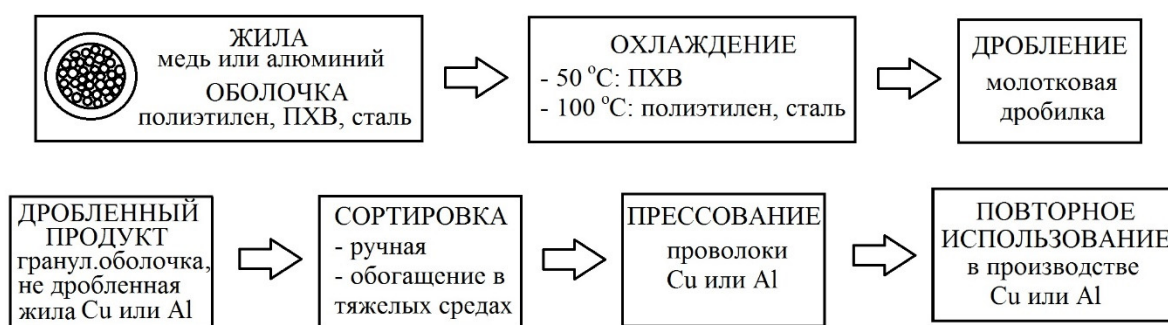 ЖИЛА
медь или алюминий
ОБОЛОЧКА
полиэтилен, ПХВ, сталь
ОХЛАЖДЕНИЕ
- 50 °С: ПХВ
- 100 °С: полиэтилен, сталь
ДРОБЛЕНИЕ
молотковая
дробилка
ДРОБЛЕННЫЙ
ПРОДУКТ
гранул.оболочка,
не дробленная
жила Cu или Al
СОРТИРОВКА
- ручная
- обогащение в
тяжелых средах
ПРЕССОВАНИЕ
проволоки
Cu или Al
ПОВТОРНОЕ
ИСПОЛЬЗОВАНИЕ
в производстве
Cu или Al